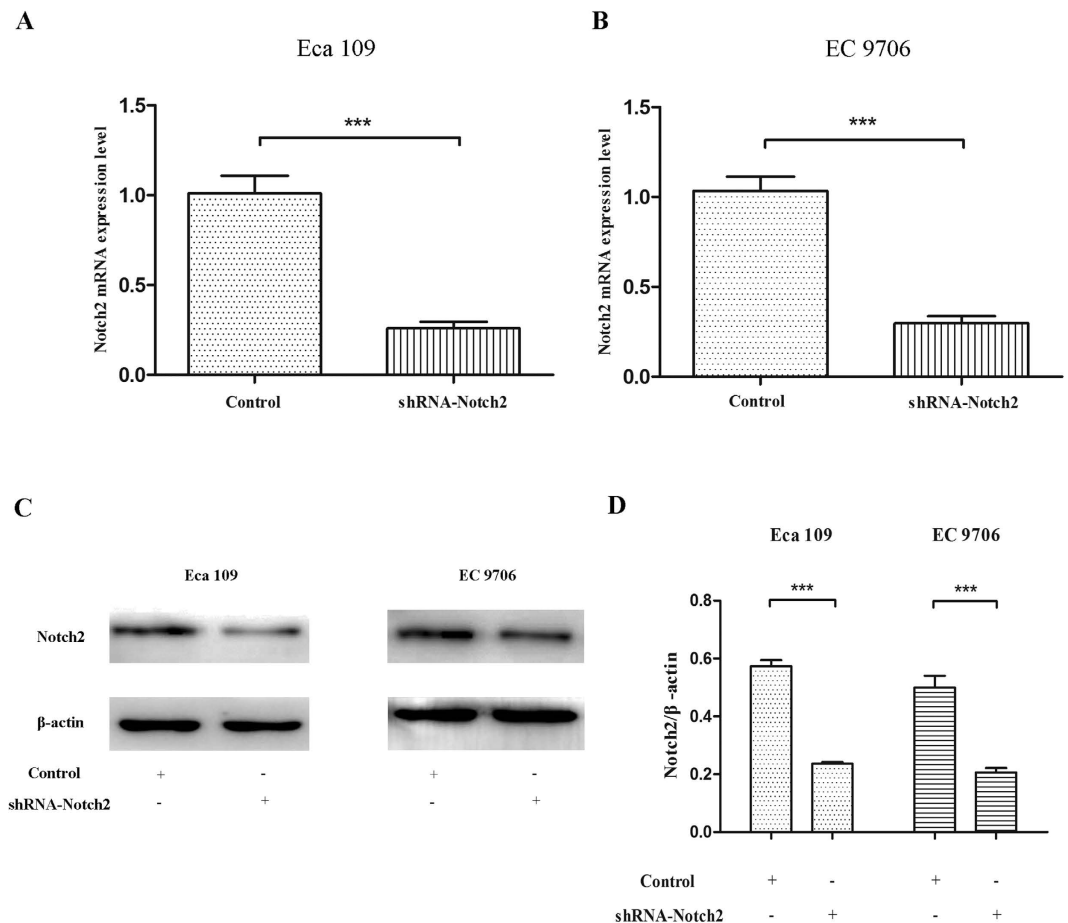 A
Eca 109
Notch2 mRNA expression level
1.5
1.0
0.5
0.0
***
Control
shRNA-Notch2
B
EC 9706
Notch2 mRNA expression level
1.5
1.0
0.5
0.0
***
Control
shRNA-Notch2
C
Eca 109
EC 9706
Notch2
β-actin
Control + - + -
shRNA-Notch2 - + - +
D
Eca 109 EC 9706
Notch2/β -actin
0.8
0.6
0.4
0.2
0.0
*** ***
Control + - + -
shRNA-Notch2 - + - +